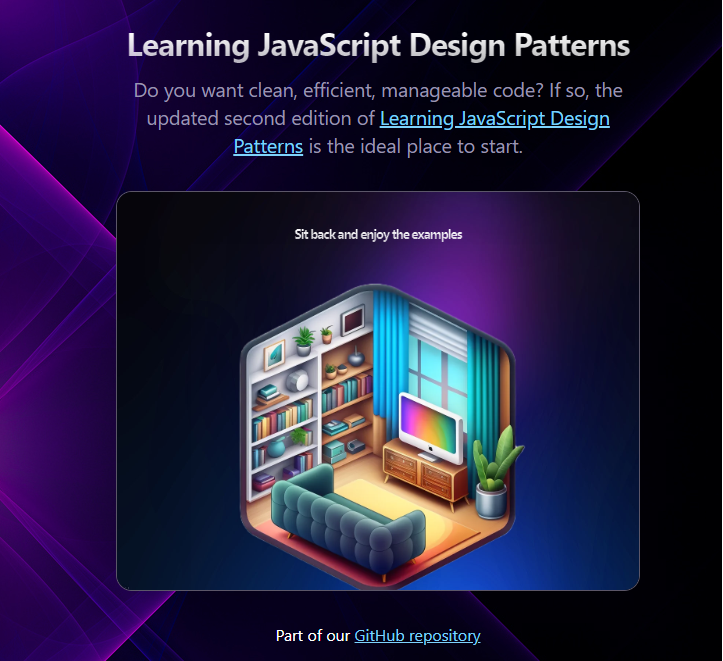 Learning JavaScript Design Patterns
Do you want clean, efficient, manageable code? If so, the
updated second edition of Learning JavaScript Design
Patterns is the ideal place to start.
Sit back and enjoy the examples
Part of our GitHub repository